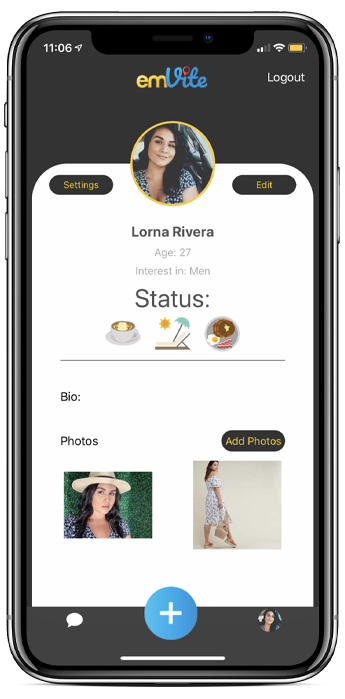 11:06
emVite
Logout
Settings
Edit
Lorna Rivera
Age: 27
Interest in: Men
Status:
Bio:
Photos
Add Photos